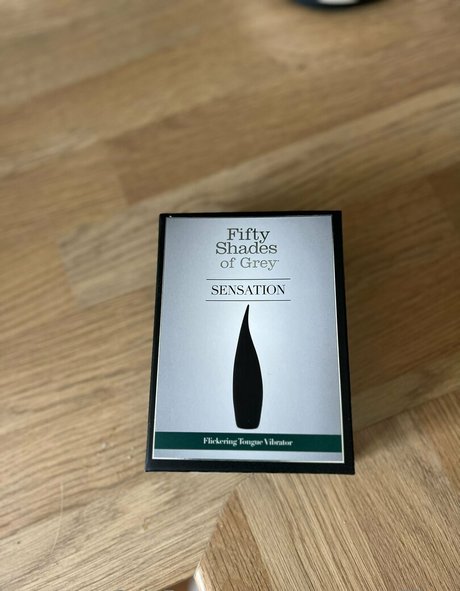 Fifty
Shades
of Grey
SENSATION
Flickering Tongue Vibrator